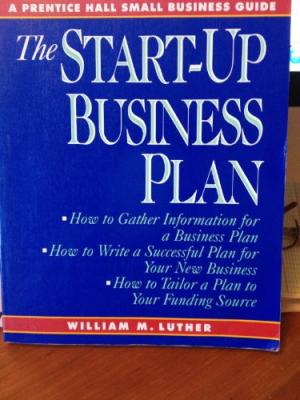 A PRENTICE HALL SMALL BUSINESS GUIDE
The START-UP
BUSINESS
PLAN
▪ How to Gather Information for
a Business Plan
▪ How to Write a Successful Plan for
Your New Business
▪ How to Tailor a Plan to
Your Funding Source
WILLIAM M. LUTHER